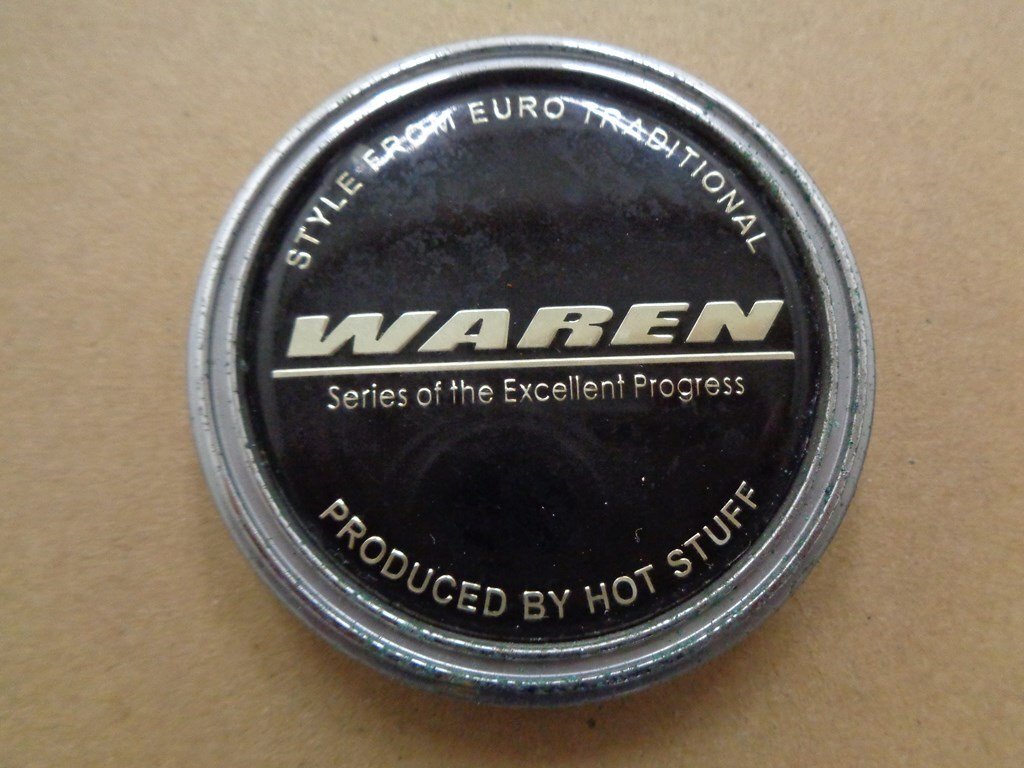 STYLE FROM EURO TRADITIONAL
WAREN
Series of the Excellent Progress
PRODUCED BY HOT STUFF